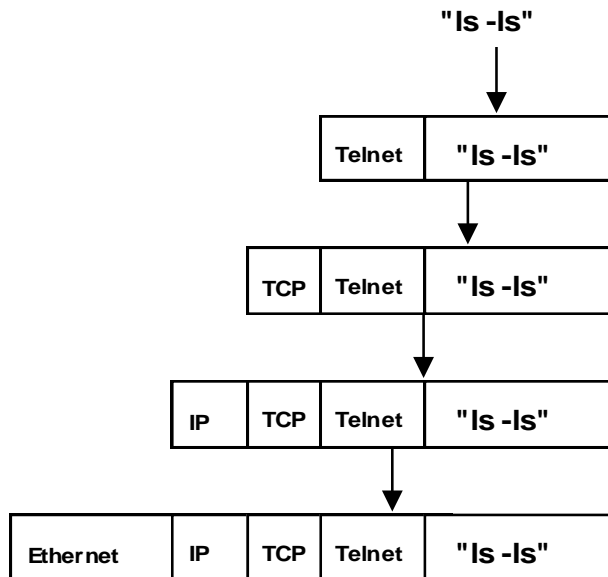 "ls -ls"
Telnet "ls -ls"
TCP Telnet "ls -ls"
IP TCP Telnet "ls -ls"
Ethernet IP TCP Telnet "ls -ls"